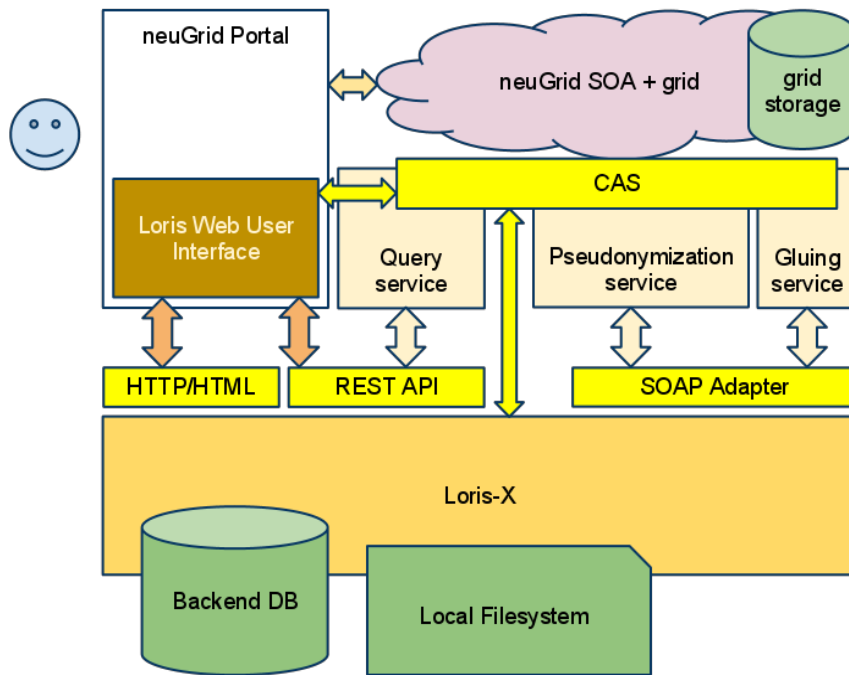 neuGrid Portal
neuGrid SOA + grid
grid
storage
CAS
Loris Web User
Interface
Query
service
Pseudonymization
service
Gluing
service
HTTP/HTML
REST API
SOAP Adapter
Loris-X
Backend DB
Local Filesystem